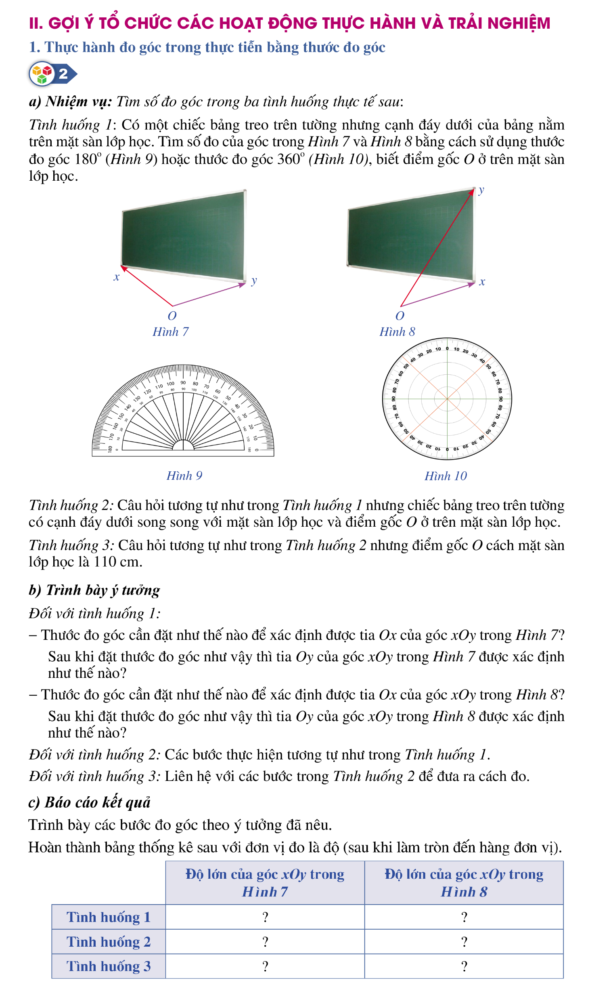 II. GỢI Ý TỔ CHỨC CÁC HOẠT ĐỘNG THỰC HÀNH VÀ TRẢI NGHIỆM
1. Thực hành đo góc trong thực tiễn bằng thước đo góc
2
a) Nhiệm vụ: Tìm số đo góc trong ba tình huống thực tế sau:
Tình huống 1: Có một chiếc bảng treo trên tường nhưng cạnh đáy dưới của bảng nằm
trên mặt sàn lớp học. Tìm số đo của góc trong Hình 7 và Hình 8 bằng cách sử dụng thước
đo góc 180° (Hình 9) hoặc thước đo góc 360° (Hình 10), biết điểm gốc O ở trên mặt sàn
lớp học.
x
y
O
Hình 7
y
x
O
Hình 8
180 170 160 150 140 130 120 110 100 90 80 70 60 50 40 30 20 10 0
0 10 20 30 40 50 60 70 80 90 100 110 120 130 140 150 160 170 180
Hình 9
0 10 20 30 40 50 60 70 80 90 80 70 60 50 40 30 20 10 0 10 20 30 40 50 60 70 80 90 80 70 60 50 40 30 20 10
Hình 10
Tình huống 2: Câu hỏi tương tự như trong Tình huống 1 nhưng chiếc bảng treo trên tường
có cạnh đáy dưới song song với mặt sàn lớp học và điểm gốc O ở trên mặt sàn lớp học.
Tình huống 3: Câu hỏi tương tự như trong Tình huống 2 nhưng điểm gốc O cách mặt sàn
lớp học là 110 cm.
b) Trình bày ý tưởng
Đối với tình huống 1:
– Thước đo góc cần đặt như thế nào để xác định được tia Ox của góc xOy trong Hình 7?
Sau khi đặt thước đo góc như vậy thì tia Oy của góc xOy trong Hình 7 được xác định
như thế nào?
– Thước đo góc cần đặt như thế nào để xác định được tia Ox của góc xOy trong Hình 8?
Sau khi đặt thước đo góc như vậy thì tia Oy của góc xOy trong Hình 8 được xác định
như thế nào?
Đối với tình huống 2: Các bước thực hiện tương tự như trong Tình huống 1.
Đối với tình huống 3: Liên hệ với các bước trong Tình huống 2 để đưa ra cách đo.
c) Báo cáo kết quả
Trình bày các bước đo góc theo ý tưởng đã nêu.
Hoàn thành bảng thống kê sau với đơn vị đo là độ (sau khi làm tròn đến hàng đơn vị).
Độ lớn của góc xOy trong
Hình 7
Độ lớn của góc xOy trong
Hình 8
Tình huống 1 ? ?
Tình huống 2 ? ?
Tình huống 3 ? ?